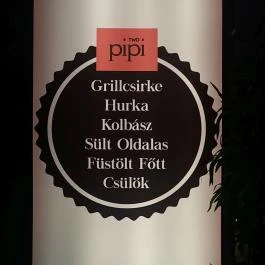 TWO
pipi
Grillcsirke
Hurka
Kolbász
Sült Oldalas
Füstölt Főtt
Csülök